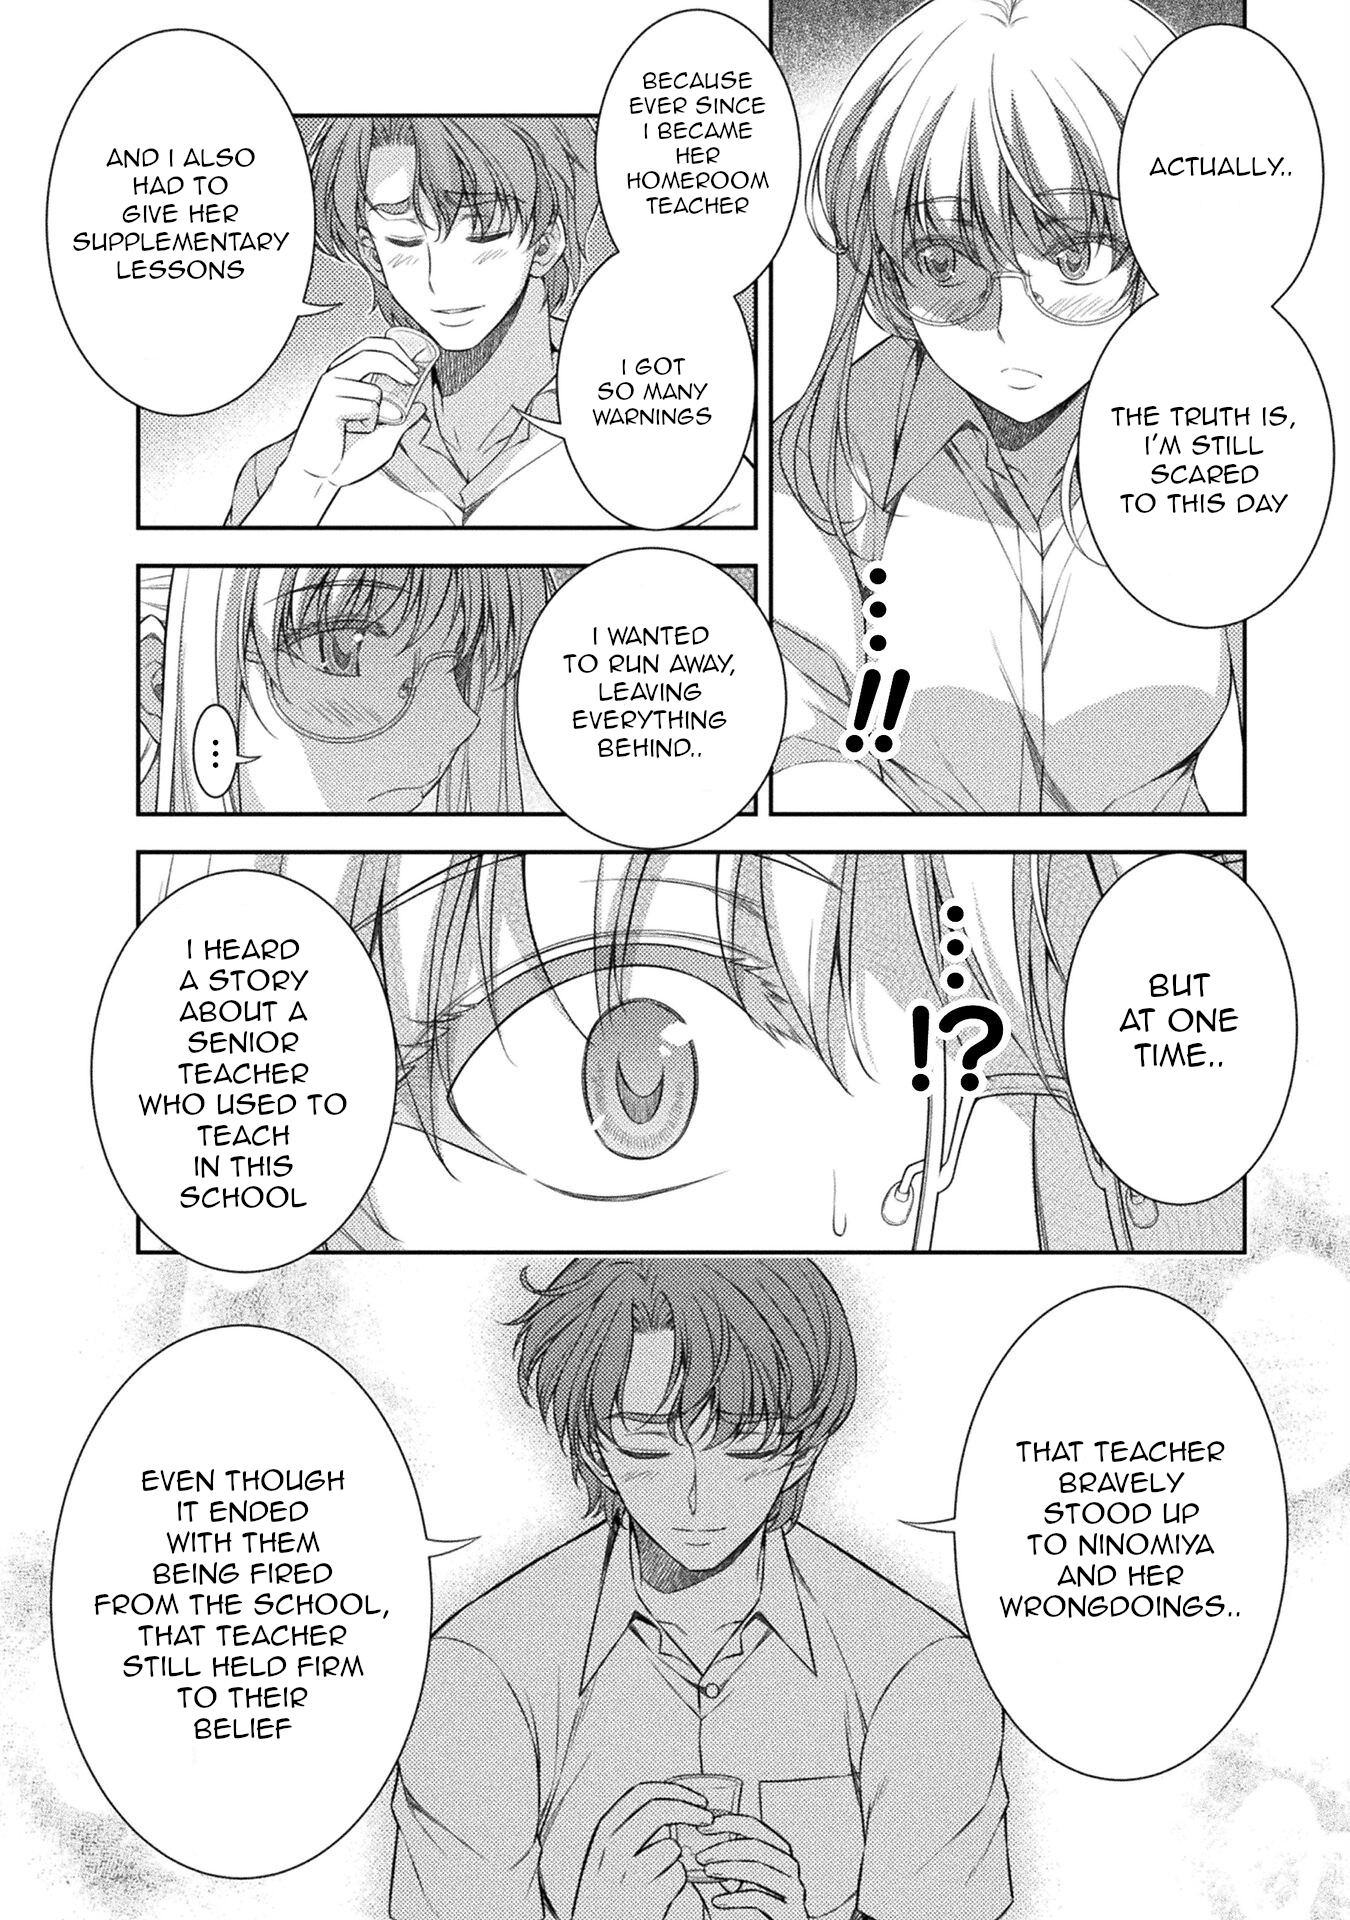 ACTUALLY..
THE TRUTH IS,
I'M STILL
SCARED
TO THIS DAY
!!
BECAUSE
EVER SINCE
I BECAME
HER
HOMEROOM
TEACHER
I GOT
SO MANY
WARNINGS
AND I ALSO
HAD TO
GIVE HER
SUPPLEMENTARY
LESSONS
I WANTED
TO RUN AWAY,
LEAVING
EVERYTHING
BEHIND..
...
BUT
AT ONE
TIME..
...!?
I HEARD
A STORY
ABOUT A
SENIOR
TEACHER
WHO USED TO
TEACH
IN THIS
SCHOOL
THAT TEACHER
BRAVELY
STOOD UP
TO NINOMIYA
AND HER
WRONGDOINGS..
EVEN THOUGH
IT ENDED
WITH THEM
BEING FIRED
FROM THE SCHOOL,
THAT TEACHER
STILL HELD FIRM
TO THEIR
BELIEF